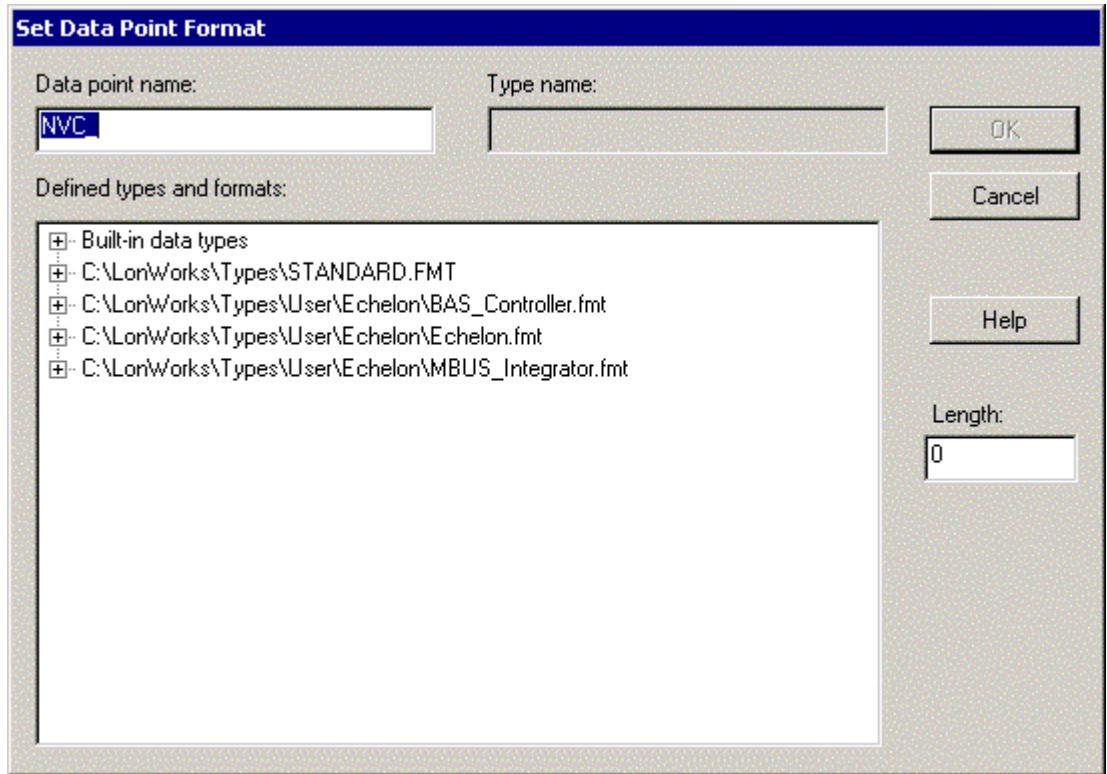 Set Data Point Format
Data point name:
Type name:
NVC_
OK
Defined types and formats:
Cancel
Built-in data types
C:\LonWorks\Types\STANDARD.FMT
C:\LonWorks\Types\User\Echelon\BAS_Controller.fmt
C:\LonWorks\Types\User\Echelon\Echelon.fmt
C:\LonWorks\Types\User\Echelon\MBUS_Integrator.fmt
Help
Length:
0